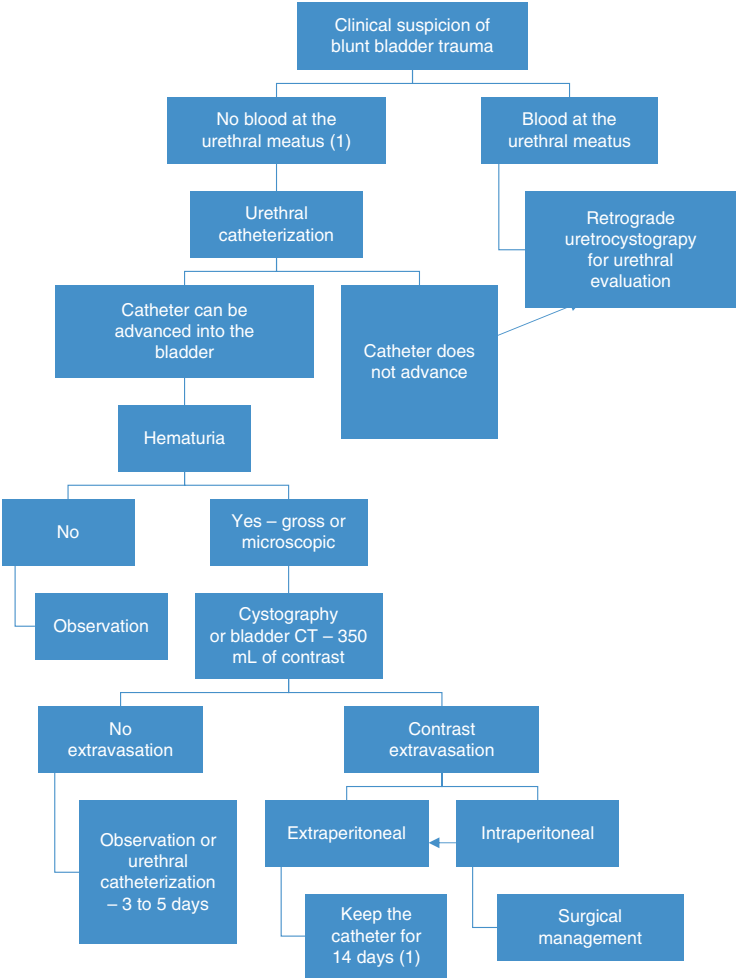 Clinical suspicion of
blunt bladder trauma
No blood at the
urethral meatus (1)
Blood at the
urethral meatus
Urethral
catheterization
Retrograde
uretrocystograpy
for urethral
evaluation
Catheter can be
advanced into the
bladder
Catheter does
not advance
Hematuria
No
Yes – gross or
microscopic
Observation
Cystography
or bladder CT – 350
mL of contrast
No
extravasation
Contrast
extravasation
Observation or
urethral
catheterization
– 3 to 5 days
Extraperitoneal
Intraperitoneal
Keep the
catheter for
14 days (1)
Surgical
management